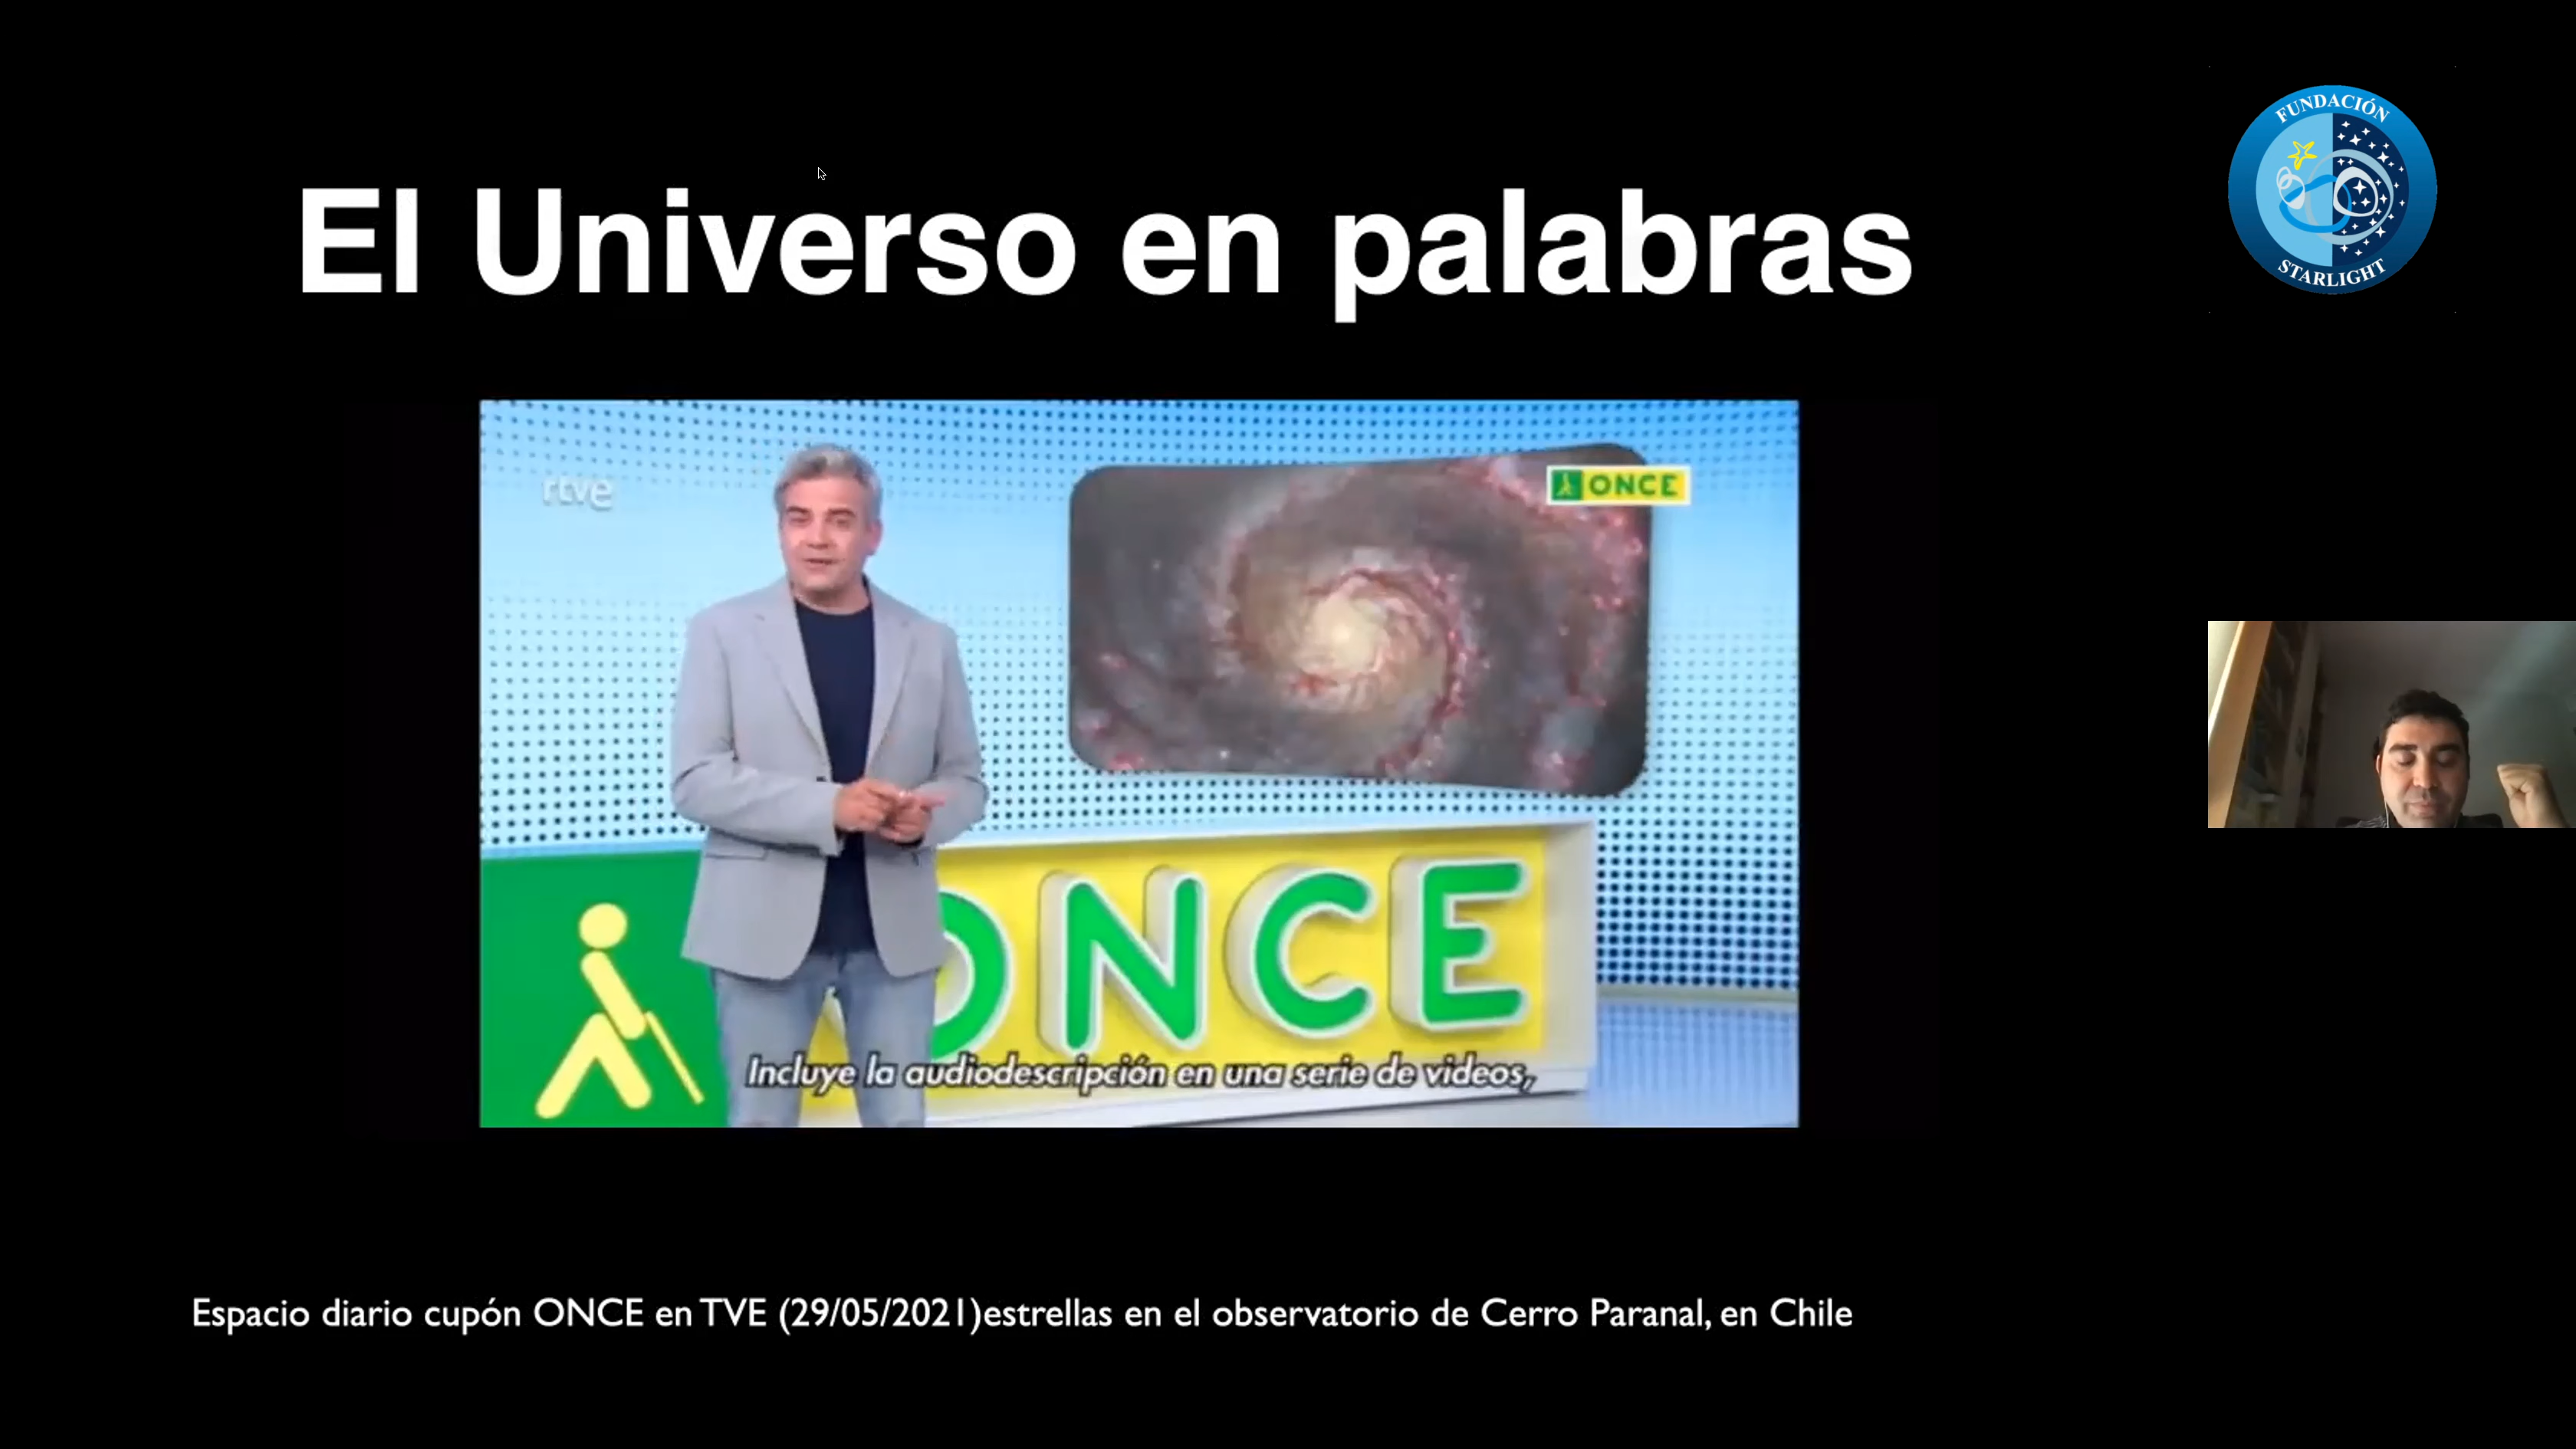 FUNDACIÓN
STARLIGHT
El Universo en palabras
rtve
ONCE
ONCE
Incluye la audiodescripción en una serie de videos,
Espacio diario cupón ONCE en TVE (29/05/2021)estrellas en el observatorio de Cerro Paranal, en Chile